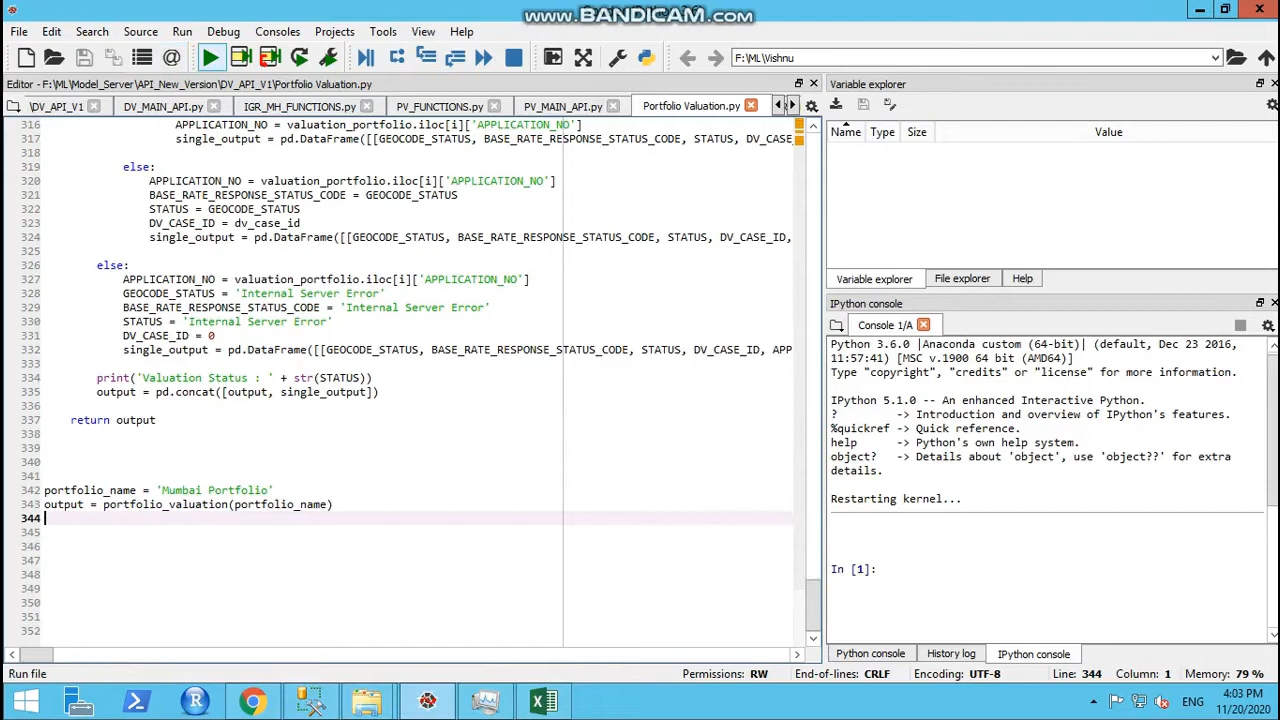 www.BANDICAM.com
File Edit Search Source Run Debug Consoles Projects Tools View Help
F:\ML\Vishnu
Editor - F:\ML\Model_Server\API_New_Version\DV_API_V1\Portfolio Valuation.py
Variable explorer
DV_API_V1 DV_MAIN_API.py IGR_MH_FUNCTIONS.py PV_FUNCTIONS.py PV_MAIN_API.py Portfolio Valuation.py
Name Type Size Value
316 APPLICATION_NO = valuation_portfolio.iloc[i]['APPLICATION_NO']
317 single_output = pd.DataFrame([[GEOCODE_STATUS, BASE_RATE_RESPONSE_STATUS_CODE, STATUS, DV_CASE
318
319 else:
320 APPLICATION_NO = valuation_portfolio.iloc[i]['APPLICATION_NO']
321 BASE_RATE_RESPONSE_STATUS_CODE = GEOCODE_STATUS
322 STATUS = GEOCODE_STATUS
323 DV_CASE_ID = dv_case_id
324 single_output = pd.DataFrame([[GEOCODE_STATUS, BASE_RATE_RESPONSE_STATUS_CODE, STATUS, DV_CASE_ID,
325
326 else:
327 APPLICATION_NO = valuation_portfolio.iloc[i]['APPLICATION_NO']
328 GEOCODE_STATUS = 'Internal Server Error'
329 BASE_RATE_RESPONSE_STATUS_CODE = 'Internal Server Error'
330 STATUS = 'Internal Server Error'
331 DV_CASE_ID = 0
332 single_output = pd.DataFrame([[GEOCODE_STATUS, BASE_RATE_RESPONSE_STATUS_CODE, STATUS, DV_CASE_ID, APP
333
334 print('Valuation Status : ' + str(STATUS))
335 output = pd.concat([output, single_output])
336
337 return output
338
339
340
341
342 portfolio_name = 'Mumbai Portfolio'
343 output = portfolio_valuation(portfolio_name)
344
345
346
347
348
349
350
351
352
Variable explorer File explorer Help
IPython console
Console 1/A
Python 3.6.0 |Anaconda custom (64-bit)| (default, Dec 23 2016,
11:57:41) [MSC v.1900 64 bit (AMD64)]
Type "copyright", "credits" or "license" for more information.
IPython 5.1.0 -- An enhanced Interactive Python.
? -> Introduction and overview of IPython's features.
%quickref -> Quick reference.
help -> Python's own help system.
object? -> Details about 'object', use 'object??' for extra
details.
Restarting kernel...
In [1]:
Python console History log IPython console
Run file Permissions: RW End-of-lines: CRLF Encoding: UTF-8 Line: 344 Column: 1 Memory: 79 %
ENG
4:03 PM
11/20/2020